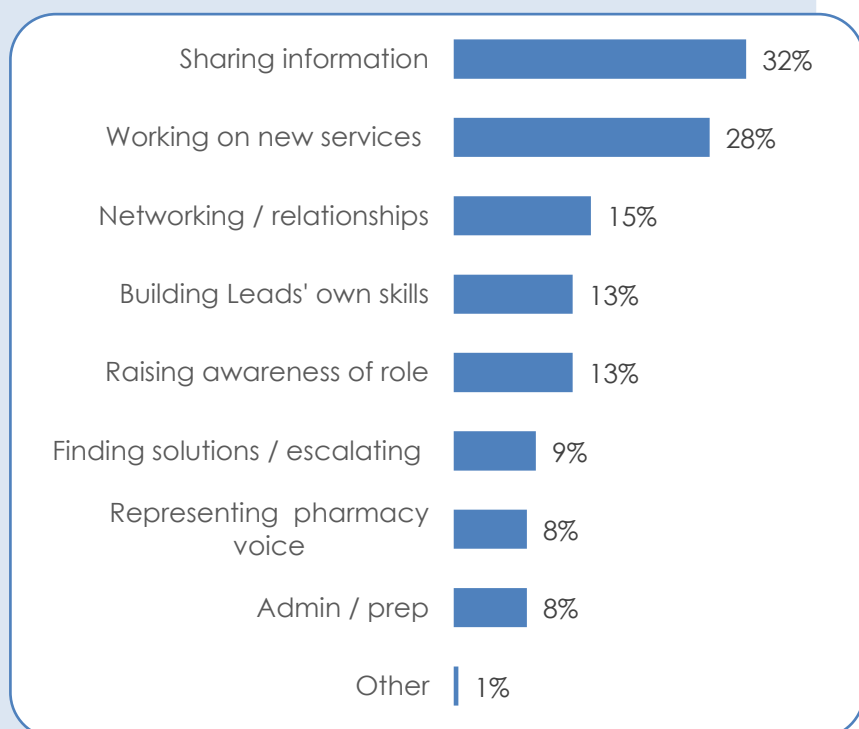 Sharing information 32%
Working on new services 28%
Networking / relationships 15%
Building Leads' own skills 13%
Raising awareness of role 13%
Finding solutions / escalating 9%
Representing pharmacy
voice 8%
Admin / prep 8%
Other 1%